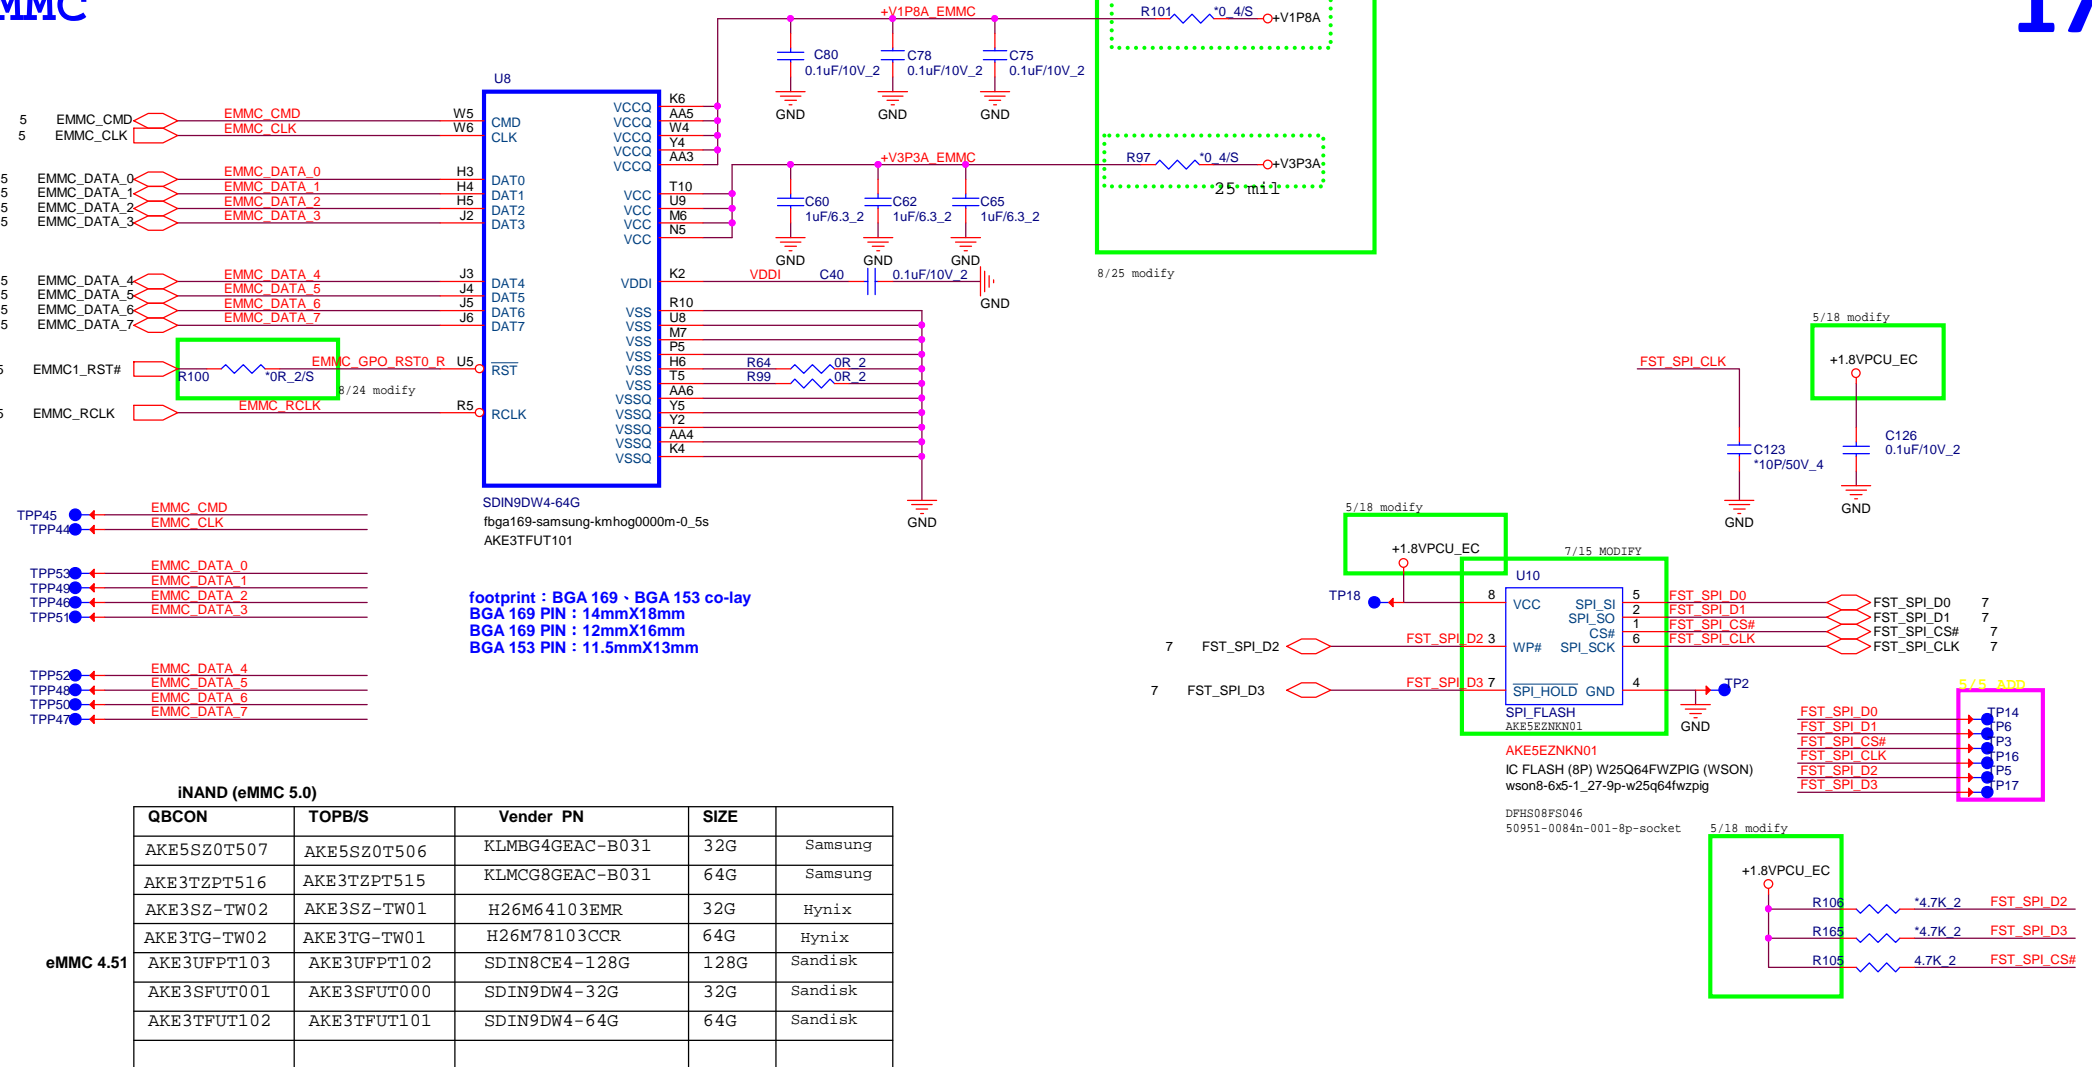 MMC
17
+V1P8A_EMMC
R101 *0_4/S +V1P8A
C80 0.1uF/10V_2
C78 0.1uF/10V_2
C75 0.1uF/10V_2
GND GND GND
U8
5 EMMC_CMD EMMC_CMD W5 CMD
5 EMMC_CLK EMMC_CLK W6 CLK
5 EMMC_DATA_0 EMMC_DATA_0 H3 DAT0
5 EMMC_DATA_1 EMMC_DATA_1 H4 DAT1
5 EMMC_DATA_2 EMMC_DATA_2 H5 DAT2
5 EMMC_DATA_3 EMMC_DATA_3 J2 DAT3
5 EMMC_DATA_4 EMMC_DATA_4 J3 DAT4
5 EMMC_DATA_5 EMMC_DATA_5 J4 DAT5
5 EMMC_DATA_6 EMMC_DATA_6 J5 DAT6
5 EMMC_DATA_7 EMMC_DATA_7 J6 DAT7
5 EMMC1_RST# R100 *0R_2/S EMMC_GPO_RST0_R U5 RST
8/24 modify
5 EMMC_RCLK EMMC_RCLK R5 RCLK
VCCQ K6
VCCQ AA5
VCCQ W4
VCCQ Y4
VCCQ AA3
VCC T10
VCC U9
VCC M6
VCC N5
VDDI K2 VDDI C40 0.1uF/10V_2 GND
VSS R10
VSS U8
VSS M7
VSS P5
VSS H6 R64 0R_2
VSS T5 R99 0R_2
VSSQ AA6
VSSQ Y5
VSSQ Y2
VSSQ AA4
VSSQ K4
GND
+V3P3A_EMMC
R97 *0_4/S +V3P3A
25 mil
C60 1uF/6.3_2
C62 1uF/6.3_2
C65 1uF/6.3_2
GND GND GND
8/25 modify
SDIN9DW4-64G
fbga169-samsung-kmhog0000m-0_5s
AKE3TFUT101
TPP45 EMMC_CMD
TPP44 EMMC_CLK
TPP53 EMMC_DATA_0
TPP49 EMMC_DATA_1
TPP46 EMMC_DATA_2
TPP51 EMMC_DATA_3
TPP52 EMMC_DATA_4
TPP48 EMMC_DATA_5
TPP50 EMMC_DATA_6
TPP47 EMMC_DATA_7
footprint：BGA 169、BGA 153 co-lay
BGA 169 PIN：14mmX18mm
BGA 169 PIN：12mmX16mm
BGA 153 PIN：11.5mmX13mm
FST_SPI_CLK
C123 *10P/50V_4
GND
5/18 modify
+1.8VPCU_EC
C126 0.1uF/10V_2
GND
5/18 modify
+1.8VPCU_EC
7/15 MODIFY
U10
TP18 8 VCC
7 FST_SPI_D2 FST_SPI_D2 3 WP#
7 FST_SPI_D3 FST_SPI_D3 7 SPI_HOLD
SPI_SI 5 FST_SPI_D0 FST_SPI_D0 7
SPI_SO 2 FST_SPI_D1 FST_SPI_D1 7
CS# 1 FST_SPI_CS# FST_SPI_CS# 7
SPI_SCK 6 FST_SPI_CLK FST_SPI_CLK 7
GND 4 TP2
GND
SPI_FLASH
AKE5EZNKN01
AKE5EZNKN01
IC FLASH (8P) W25Q64FWZPIG (WSON)
wson8-6x5-1_27-9p-w25q64fwzpig
DFHS08FS046
50951-0084n-001-8p-socket
5/5 ADD
FST_SPI_D0 TP14
FST_SPI_D1 TP6
FST_SPI_CS# TP3
FST_SPI_CLK TP16
FST_SPI_D2 TP5
FST_SPI_D3 TP17
5/18 modify
+1.8VPCU_EC
R106 *4.7K_2 FST_SPI_D2
R165 *4.7K_2 FST_SPI_D3
R105 4.7K_2 FST_SPI_CS#
iNAND (eMMC 5.0)
QBCON TOPB/S Vender PN SIZE
AKE5SZ0T507 AKE5SZ0T506 KLMBG4GEAC-B031 32G Samsung
AKE3TZPT516 AKE3TZPT515 KLMCG8GEAC-B031 64G Samsung
AKE3SZ-TW02 AKE3SZ-TW01 H26M64103EMR 32G Hynix
AKE3TG-TW02 AKE3TG-TW01 H26M78103CCR 64G Hynix
eMMC 4.51 AKE3UFPT103 AKE3UFPT102 SDIN8CE4-128G 128G Sandisk
AKE3SFUT001 AKE3SFUT000 SDIN9DW4-32G 32G Sandisk
AKE3TFUT102 AKE3TFUT101 SDIN9DW4-64G 64G Sandisk